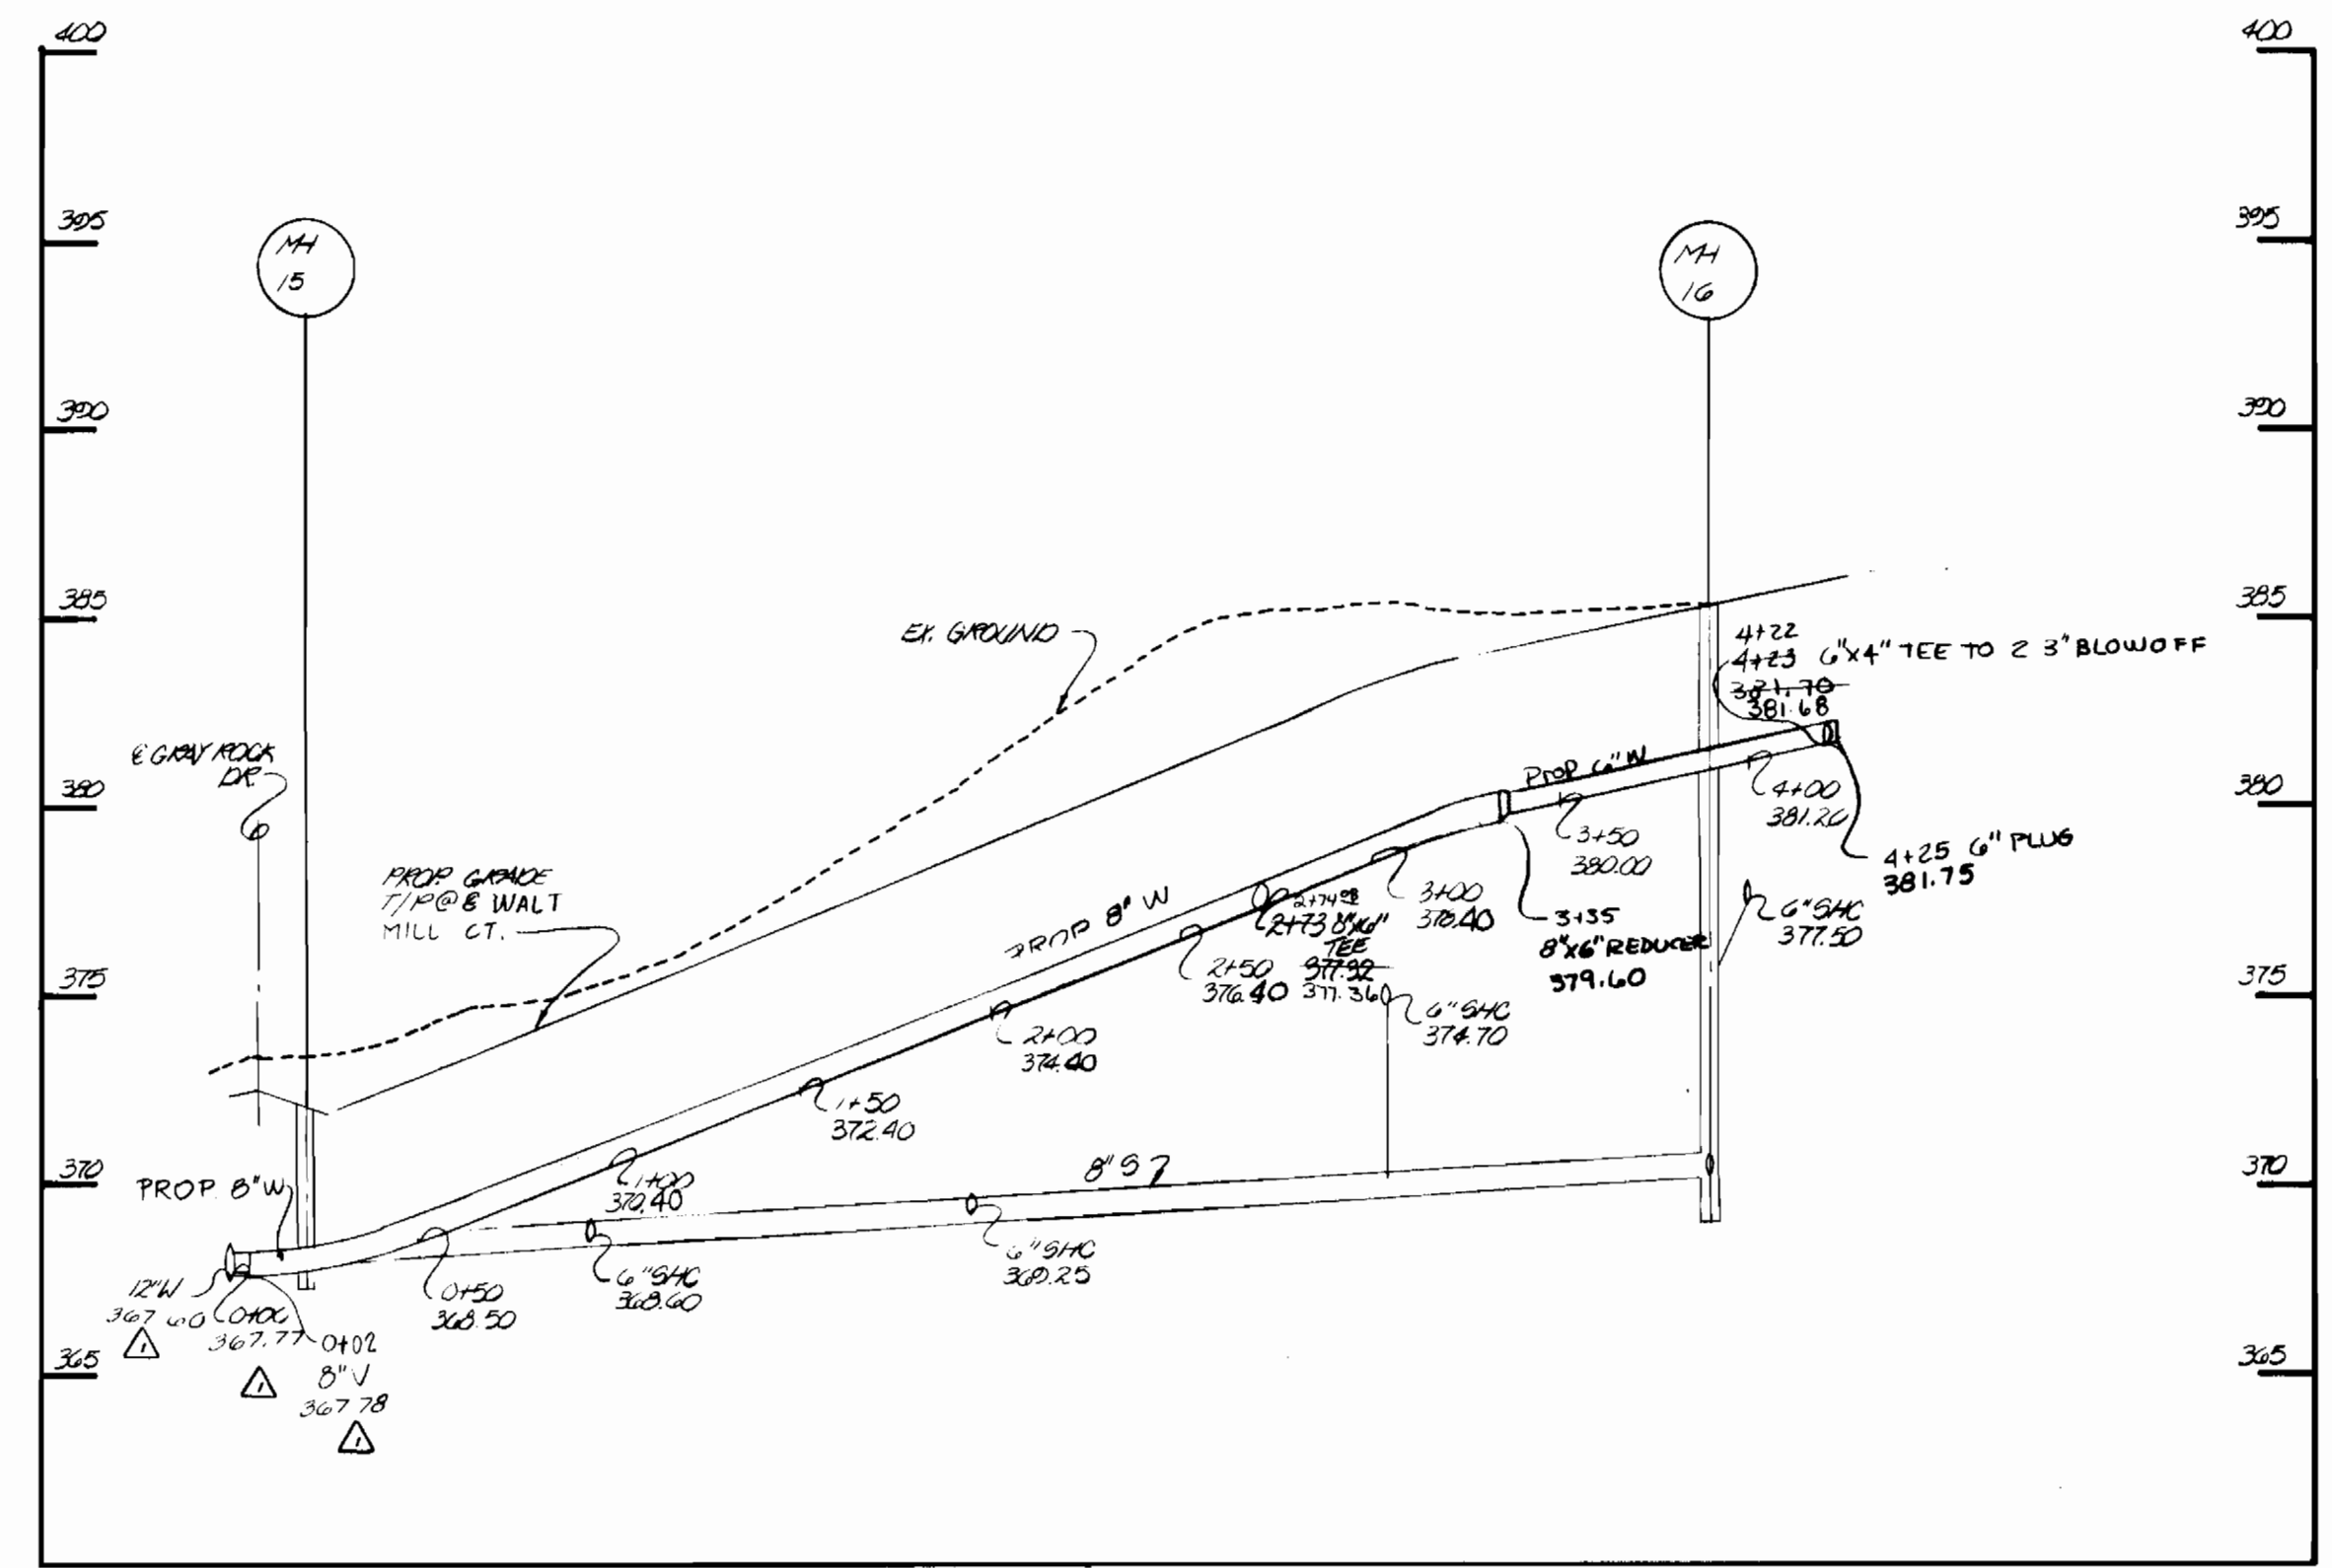 400
400
395
395
MH
15
MH
16
390
390
385
385
EX. GROUND
4+22
4+23 6"X4" TEE TO 2 3" BLOWOFF
381.70
381.68
℄ GRAY ROCK
DR.
380
380
PROP 6" W
4+00
381.20
3+50
380.00
4+25 6" PLUG
381.75
PROP. GRADE
T/P@ ℄ WALT
MILL CT.
PROP 8" W
2+74
2+73 8"X6"
TEE
377.32
377.36
3+00
378.40
3+35
8"X6" REDUCER
379.60
6" SHC
377.50
375
375
2+50
376.40
6" SHC
374.70
2+00
374.40
1+50
372.40
370
370
PROP. 8" W
1+00
370.40
8" S
12" W
367.60
1
0+00
367.77
1
0+02
8" V
367.78
1
0+50
368.50
6" SHC
368.60
6" SHC
369.25
365
365